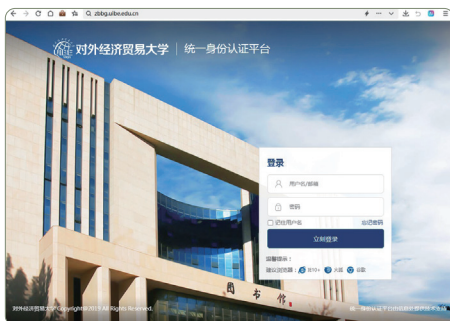 zbbg.uibe.edu.cn
对外经济贸易大学 统一身份认证平台
登录
用户名/邮箱
密码
记住用户名 忘记密码
立即登录
温馨提示：
建议浏览器： IE10+ 火狐 谷歌
图书馆
对外经济贸易大学 Copyright©2013 All Rights Reserved.